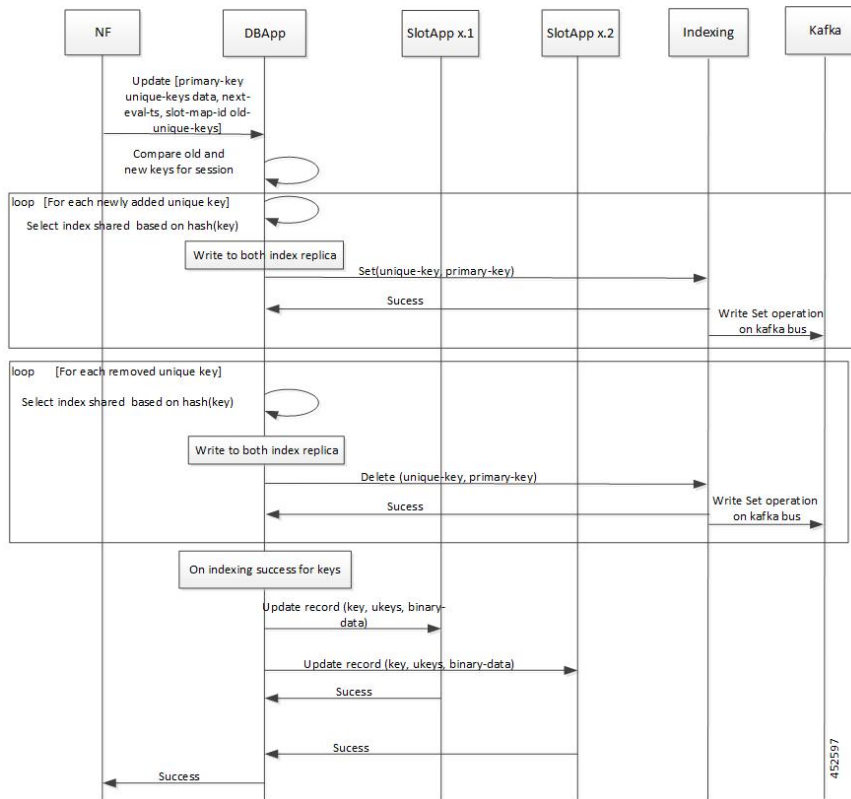 NF
DBApp
SlotApp x.1
SlotApp x.2
Indexing
Kafka
Update [primary-key
unique-keys data, next-
eval-ts, slot-map-id old-
unique-keys]
Compare old and
new keys for session
loop [For each newly added unique key]
Select index shared based on hash(key)
Write to both index replica
Set(unique-key, primary-key)
Sucess
Write Set operation
on kafka bus
loop [For each removed unique key]
Select index shared based on hash(key)
Write to both index replica
Delete (unique-key, primary-key)
Sucess
Write Set operation
on kafka bus
On indexing success for keys
Update record (key, ukeys, binary-
data)
Update record (key, ukeys, binary-data)
Sucess
Sucess
Success
452597